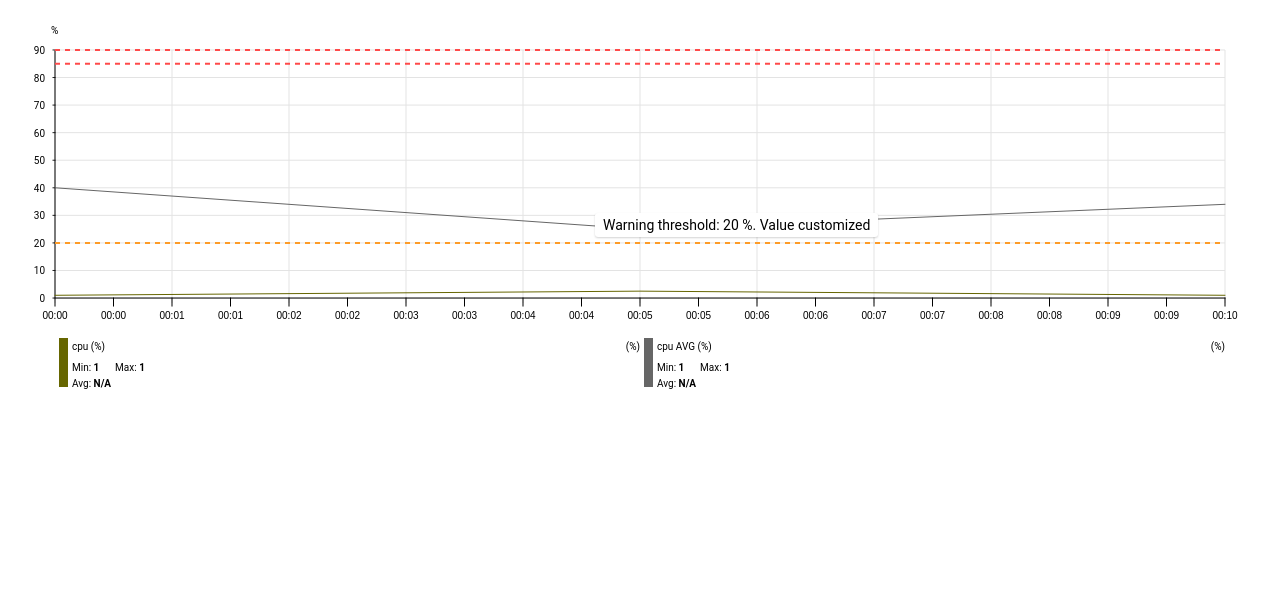 %
90
80
70
60
50
40
30
Warning threshold: 20 %. Value customized
20
10
0
00:00 00:00 00:01 00:01 00:02 00:02 00:03 00:03 00:04 00:04 00:05 00:05 00:06 00:06 00:07 00:07 00:08 00:08 00:09 00:09 00:10
cpu (%) (%) cpu AVG (%) (%)
Min: 1 Max: 1 Min: 1 Max: 1
Avg: N/A Avg: N/A